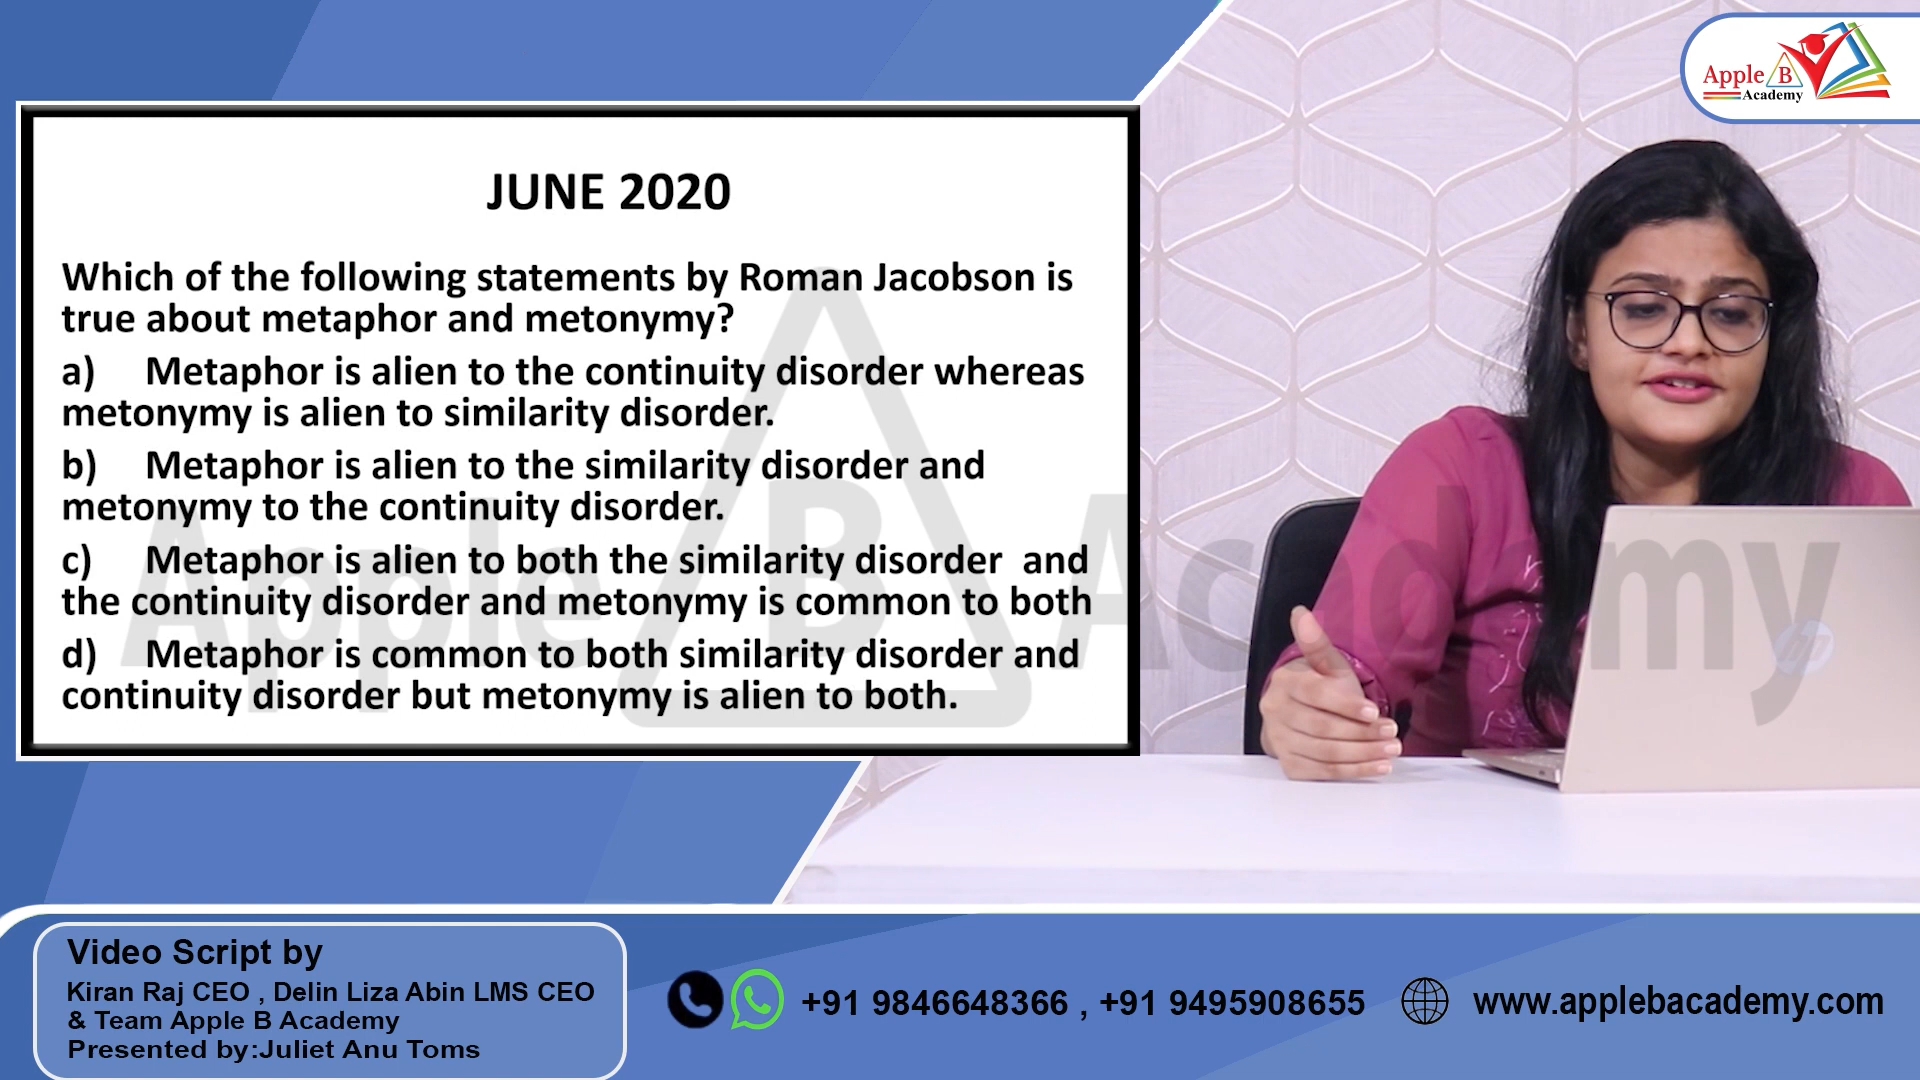 Apple B
Academy
JUNE 2020
Which of the following statements by Roman Jacobson is
true about metaphor and metonymy?
a) Metaphor is alien to the continuity disorder whereas
metonymy is alien to similarity disorder.
b) Metaphor is alien to the similarity disorder and
metonymy to the continuity disorder.
c) Metaphor is alien to both the similarity disorder and
the continuity disorder and metonymy is common to both
d) Metaphor is common to both similarity disorder and
continuity disorder but metonymy is alien to both.
Apple B Academy
hp
Video Script by
Kiran Raj CEO , Delin Liza Abin LMS CEO
& Team Apple B Academy
Presented by:Juliet Anu Toms
+91 9846648366 , +91 9495908655
www.applebacademy.com